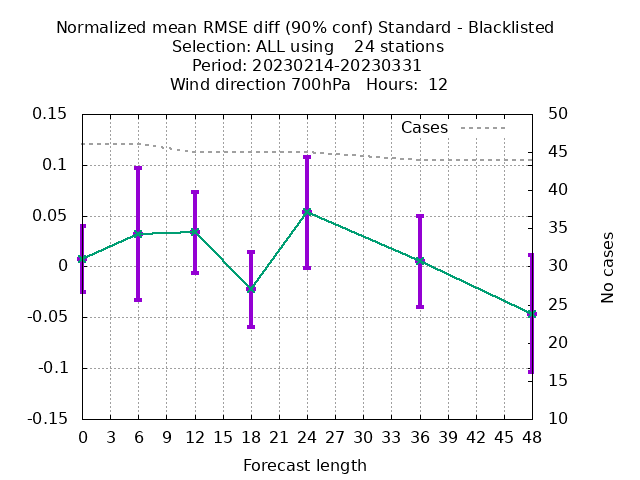 Normalized mean RMSE diff (90% conf) Standard - Blacklisted
Selection: ALL using    24 stations
Period: 20230214-20230331
Wind direction 700hPa   Hours:  12
Cases
0.15
0.1
0.05
0
-0.05
-0.1
-0.15
50
45
40
35
30
25
20
15
10
No cases
0 3 6 9 12 15 18 21 24 27 30 33 36 39 42 45 48
Forecast length